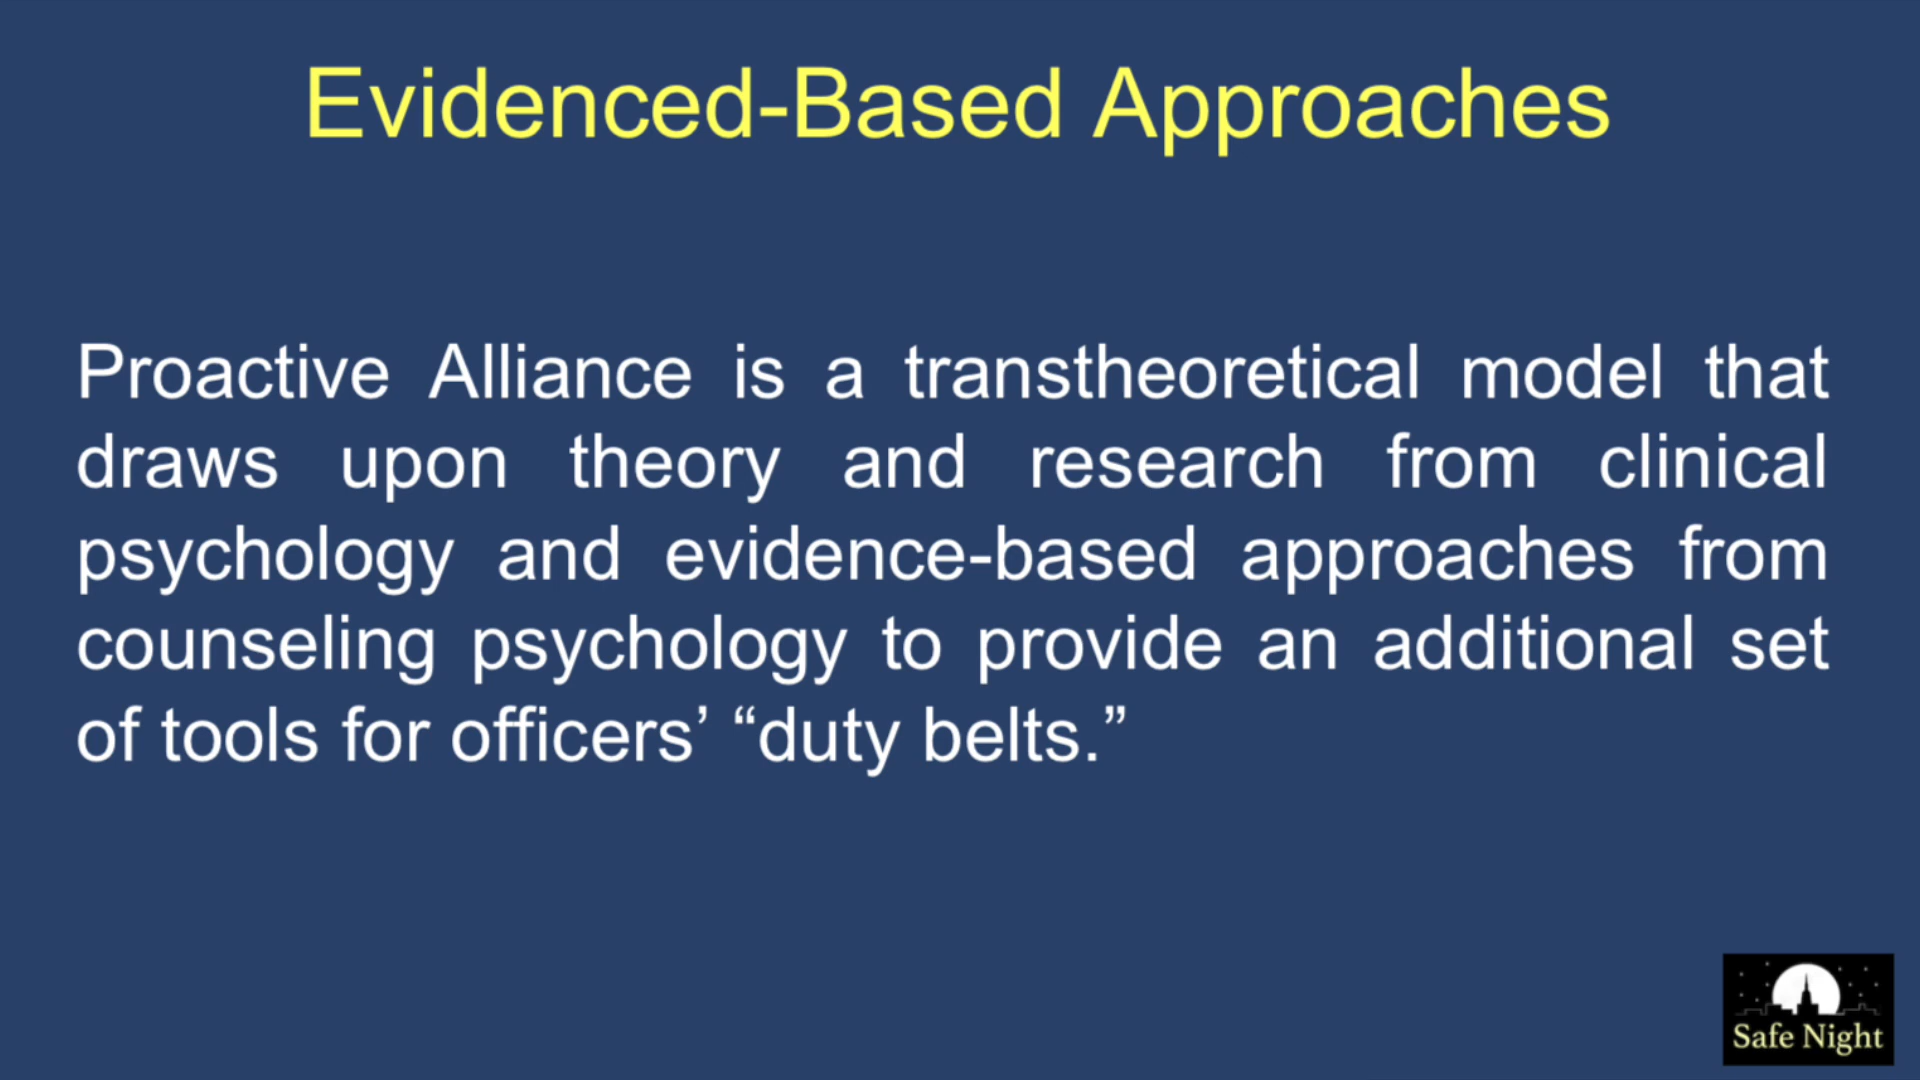 Evidenced-Based Approaches
Proactive Alliance is a transtheoretical model that
draws upon theory and research from clinical
psychology and evidence-based approaches from
counseling psychology to provide an additional set
of tools for officers’ “duty belts.”
Safe Night